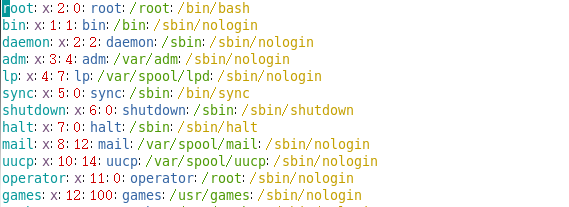 root:x:2:0:root:/root:/bin/bash
bin:x:1:1:bin:/bin:/sbin/nologin
daemon:x:2:2:daemon:/sbin:/sbin/nologin
adm:x:3:4:adm:/var/adm:/sbin/nologin
lp:x:4:7:lp:/var/spool/lpd:/sbin/nologin
sync:x:5:0:sync:/sbin:/bin/sync
shutdown:x:6:0:shutdown:/sbin:/sbin/shutdown
halt:x:7:0:halt:/sbin:/sbin/halt
mail:x:8:12:mail:/var/spool/mail:/sbin/nologin
uucp:x:10:14:uucp:/var/spool/uucp:/sbin/nologin
operator:x:11:0:operator:/root:/sbin/nologin
games:x:12:100:games:/usr/games:/sbin/nologin